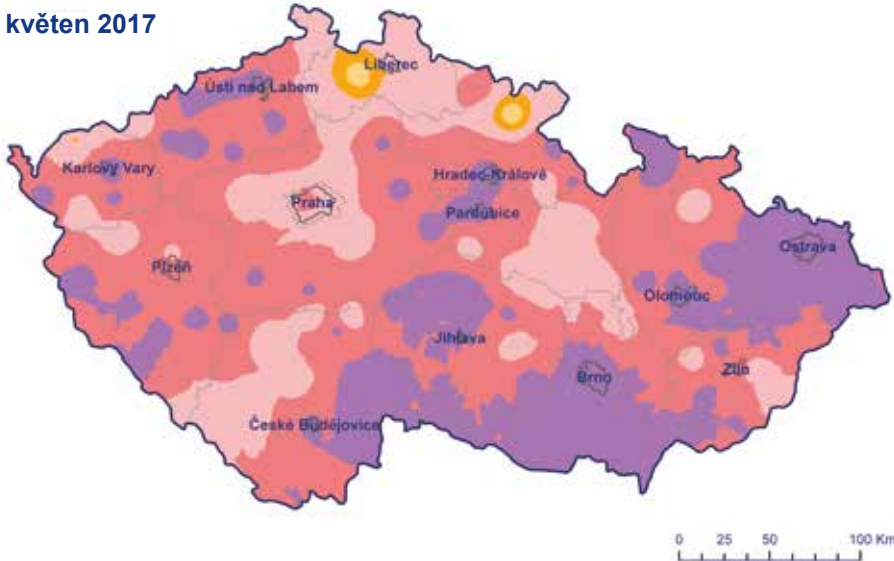 květen 2017
Liberec
Ústí nad Labem
Karlovy Vary
Hradec Králové
Praha
Pardubice
Ostrava
Plzeň
Olomouc
Jihlava
Zlín
Brno
České Budějovice
0 25 50 100 Km